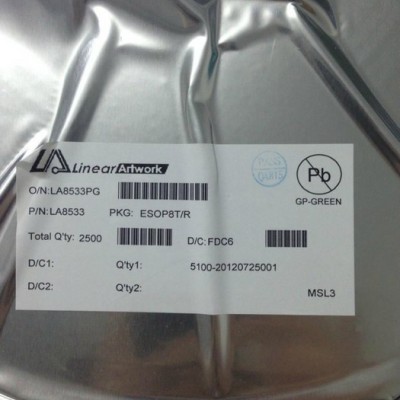 LA LinearArtwork
Pb
O/N:LA8533PG
GP-GREEN
P/N:LA8533 PKG: ESOP8T/R
Total Q'ty: 2500 D/C:FDC6
D/C1: Q'ty1: 5100-20120725001
D/C2: Q'ty2:
MSL3